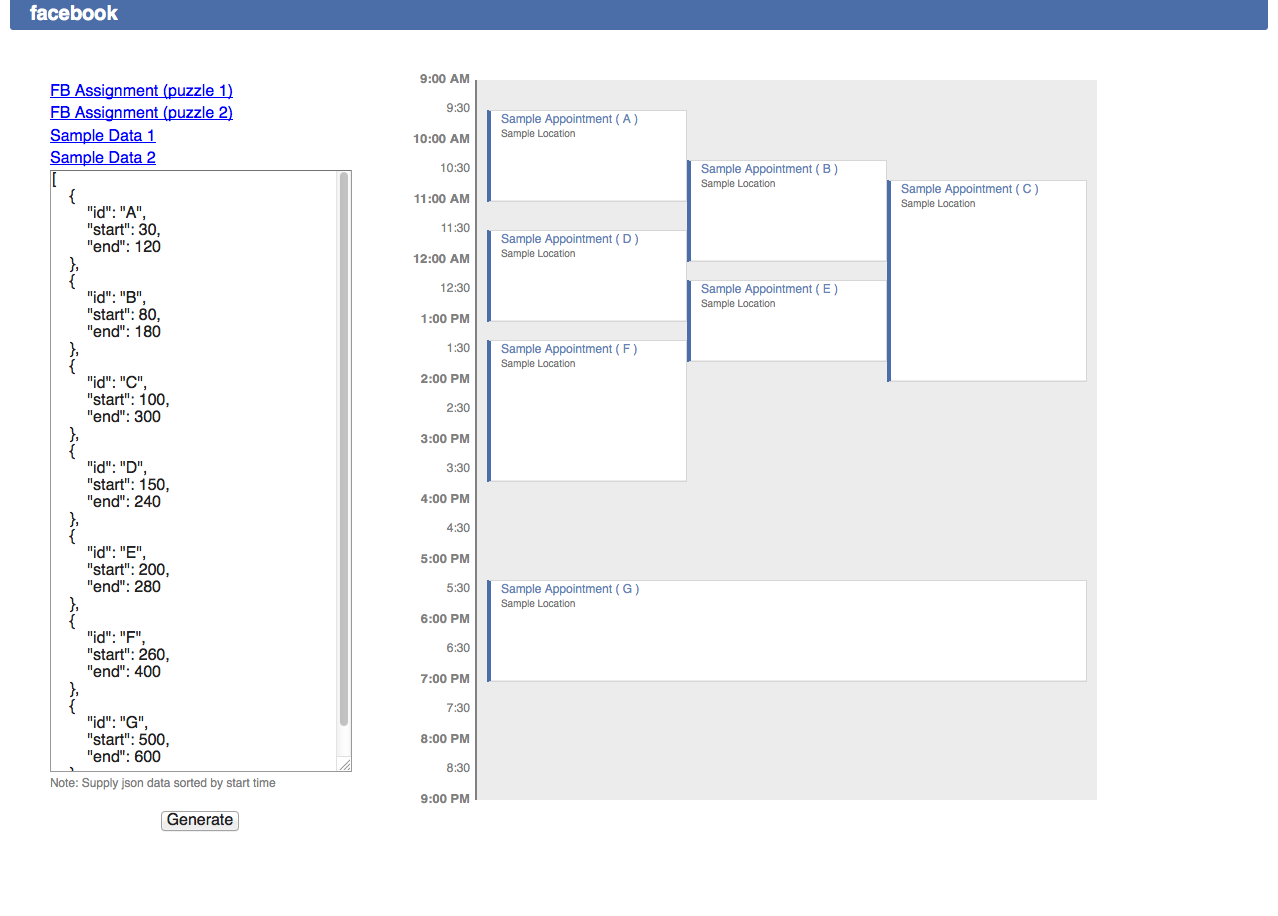 facebook
FB Assignment (puzzle 1)
FB Assignment (puzzle 2)
Sample Data 1
Sample Data 2
[
{
"id": "A",
"start": 30,
"end": 120
},
{
"id": "B",
"start": 80,
"end": 180
},
{
"id": "C",
"start": 100,
"end": 300
},
{
"id": "D",
"start": 150,
"end": 240
},
{
"id": "E",
"start": 200,
"end": 280
},
{
"id": "F",
"start": 260,
"end": 400
},
{
"id": "G",
"start": 500,
"end": 600
}
Note: Supply json data sorted by start time
Generate
9:00 AM
9:30
10:00 AM
10:30
11:00 AM
11:30
12:00 AM
12:30
1:00 PM
1:30
2:00 PM
2:30
3:00 PM
3:30
4:00 PM
4:30
5:00 PM
5:30
6:00 PM
6:30
7:00 PM
7:30
8:00 PM
8:30
9:00 PM
Sample Appointment ( A )
Sample Location
Sample Appointment ( B )
Sample Location
Sample Appointment ( C )
Sample Location
Sample Appointment ( D )
Sample Location
Sample Appointment ( E )
Sample Location
Sample Appointment ( F )
Sample Location
Sample Appointment ( G )
Sample Location